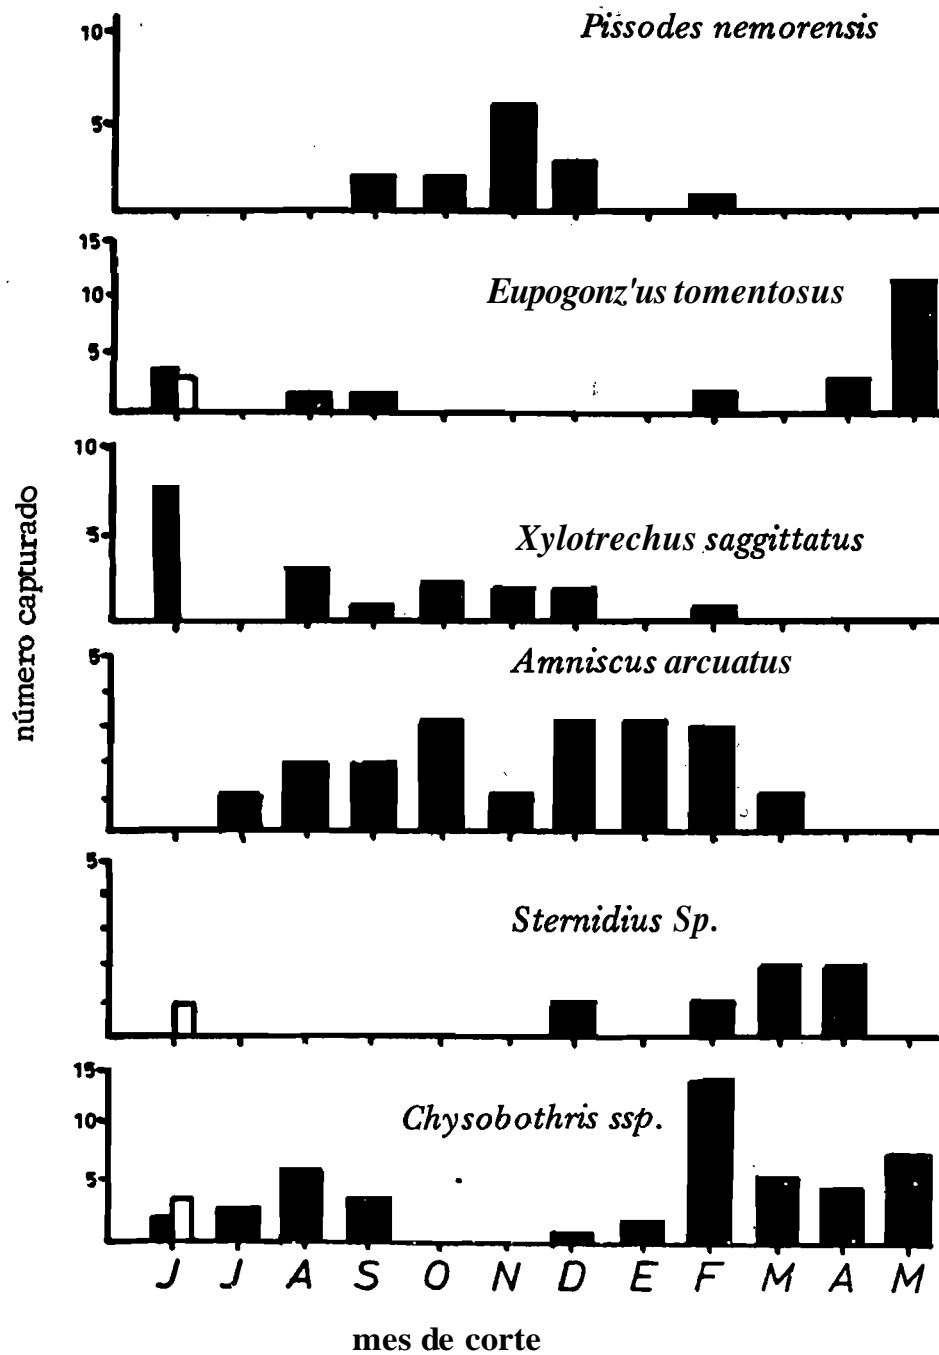 Pissodes nemorensis
10
5
Eupogonz'us tomentosus
15
10
5
Xylotrechus saggittatus
10
5
número capturado
Amniscus arcuatus
5
Sternidius Sp.
5
Chysobothris ssp.
15
10
5
J J A S O N D E F M A M
mes de corte